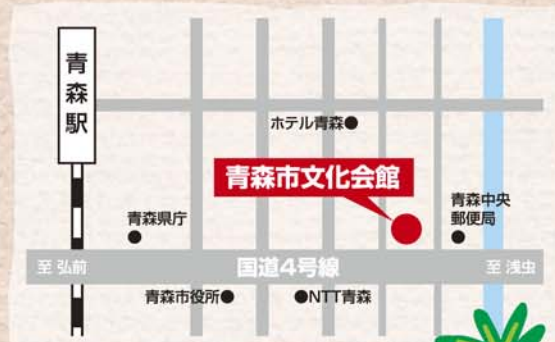 青森駅
ホテル青森●
青森市文化会館
青森中央
郵便局
青森県庁
至 弘前
国道4号線
至 浅虫
青森市役所●
●NTT青森